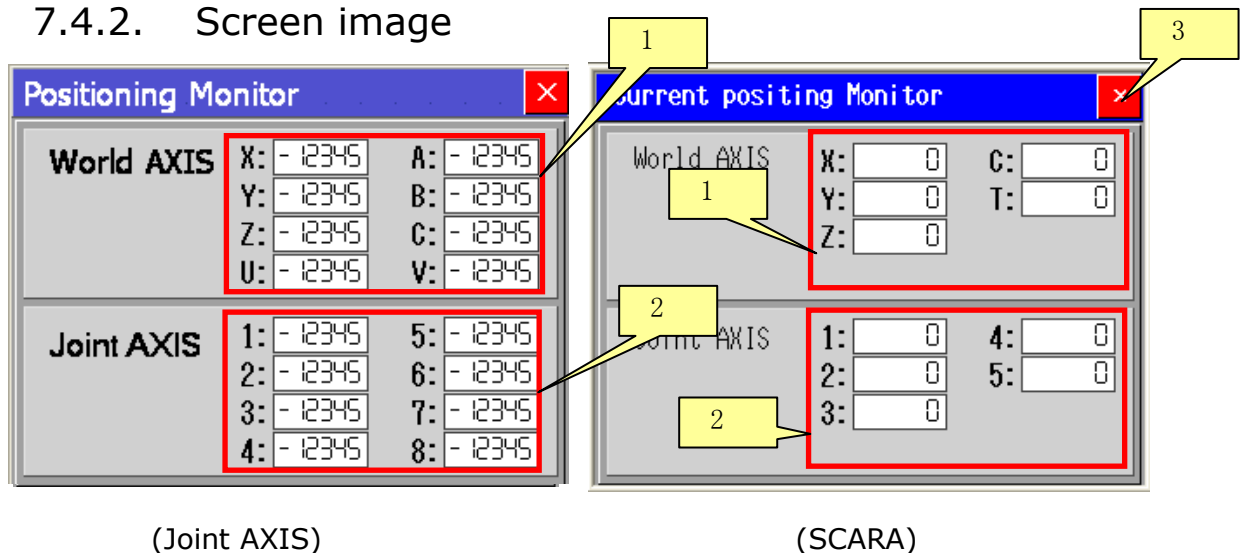 7.4.2. Screen image
1
3
Positioning Monitor ×
World AXIS X: -12345 A: -12345
Y: -12345 B: -12345
Z: -12345 C: -12345
U: -12345 V: -12345
Joint AXIS 1: -12345 5: -12345
2: -12345 6: -12345
3: -12345 7: -12345
4: -12345 8: -12345
2
Current positing Monitor ×
World AXIS X: 0 C: 0
1
Y: 0 T: 0
Z: 0
Joint AXIS 1: 0 4: 0
2: 0 5: 0
3: 0
2
(Joint AXIS)
(SCARA)